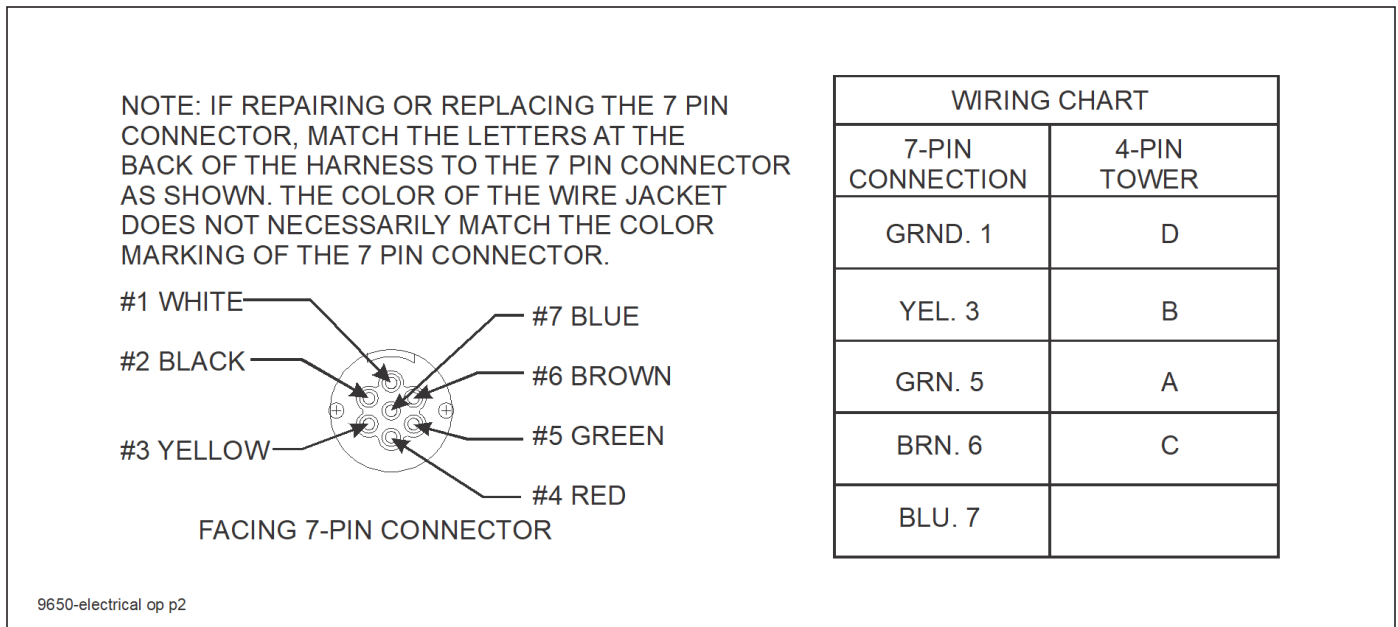 NOTE: IF REPAIRING OR REPLACING THE 7 PIN
CONNECTOR, MATCH THE LETTERS AT THE
BACK OF THE HARNESS TO THE 7 PIN CONNECTOR
AS SHOWN. THE COLOR OF THE WIRE JACKET
DOES NOT NECESSARILY MATCH THE COLOR
MARKING OF THE 7 PIN CONNECTOR.
#1 WHITE
#2 BLACK
#3 YELLOW
#7 BLUE
#6 BROWN
#5 GREEN
#4 RED
FACING 7-PIN CONNECTOR
WIRING CHART
7-PIN
CONNECTION
4-PIN
TOWER
GRND. 1 D
YEL. 3 B
GRN. 5 A
BRN. 6 C
BLU. 7
9650-electrical op p2